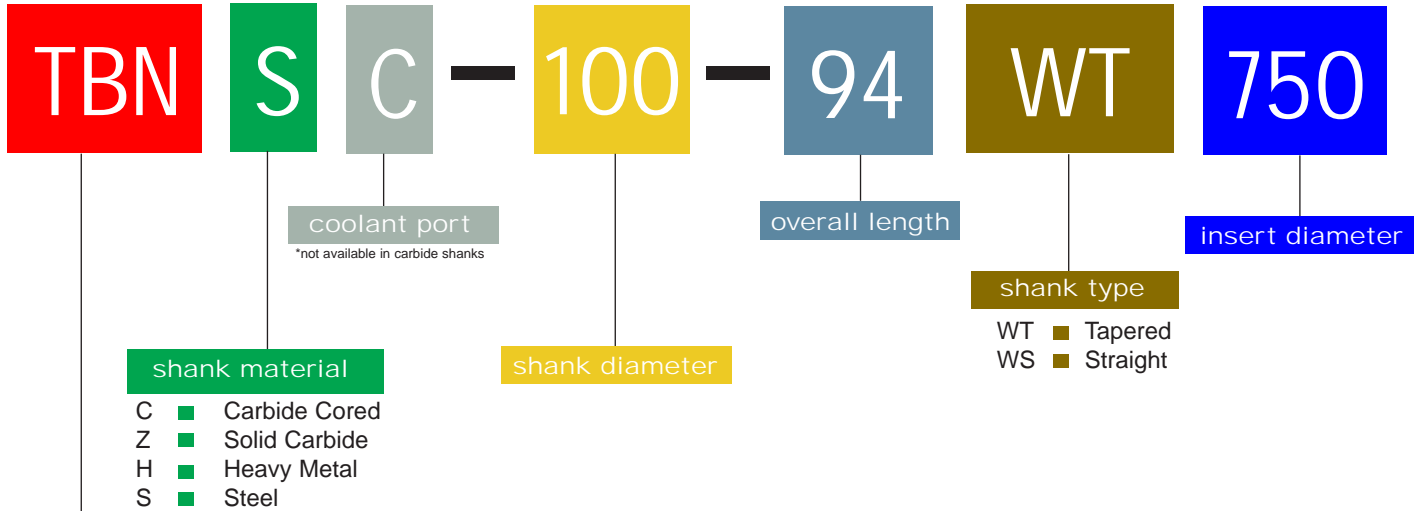 TBN S C - 100 - 94 WT 750
coolant port
*not available in carbide shanks
overall length
insert diameter
shank type
WT Tapered
WS Straight
shank material
shank diameter
C Carbide Cored
Z Solid Carbide
H Heavy Metal
S Steel